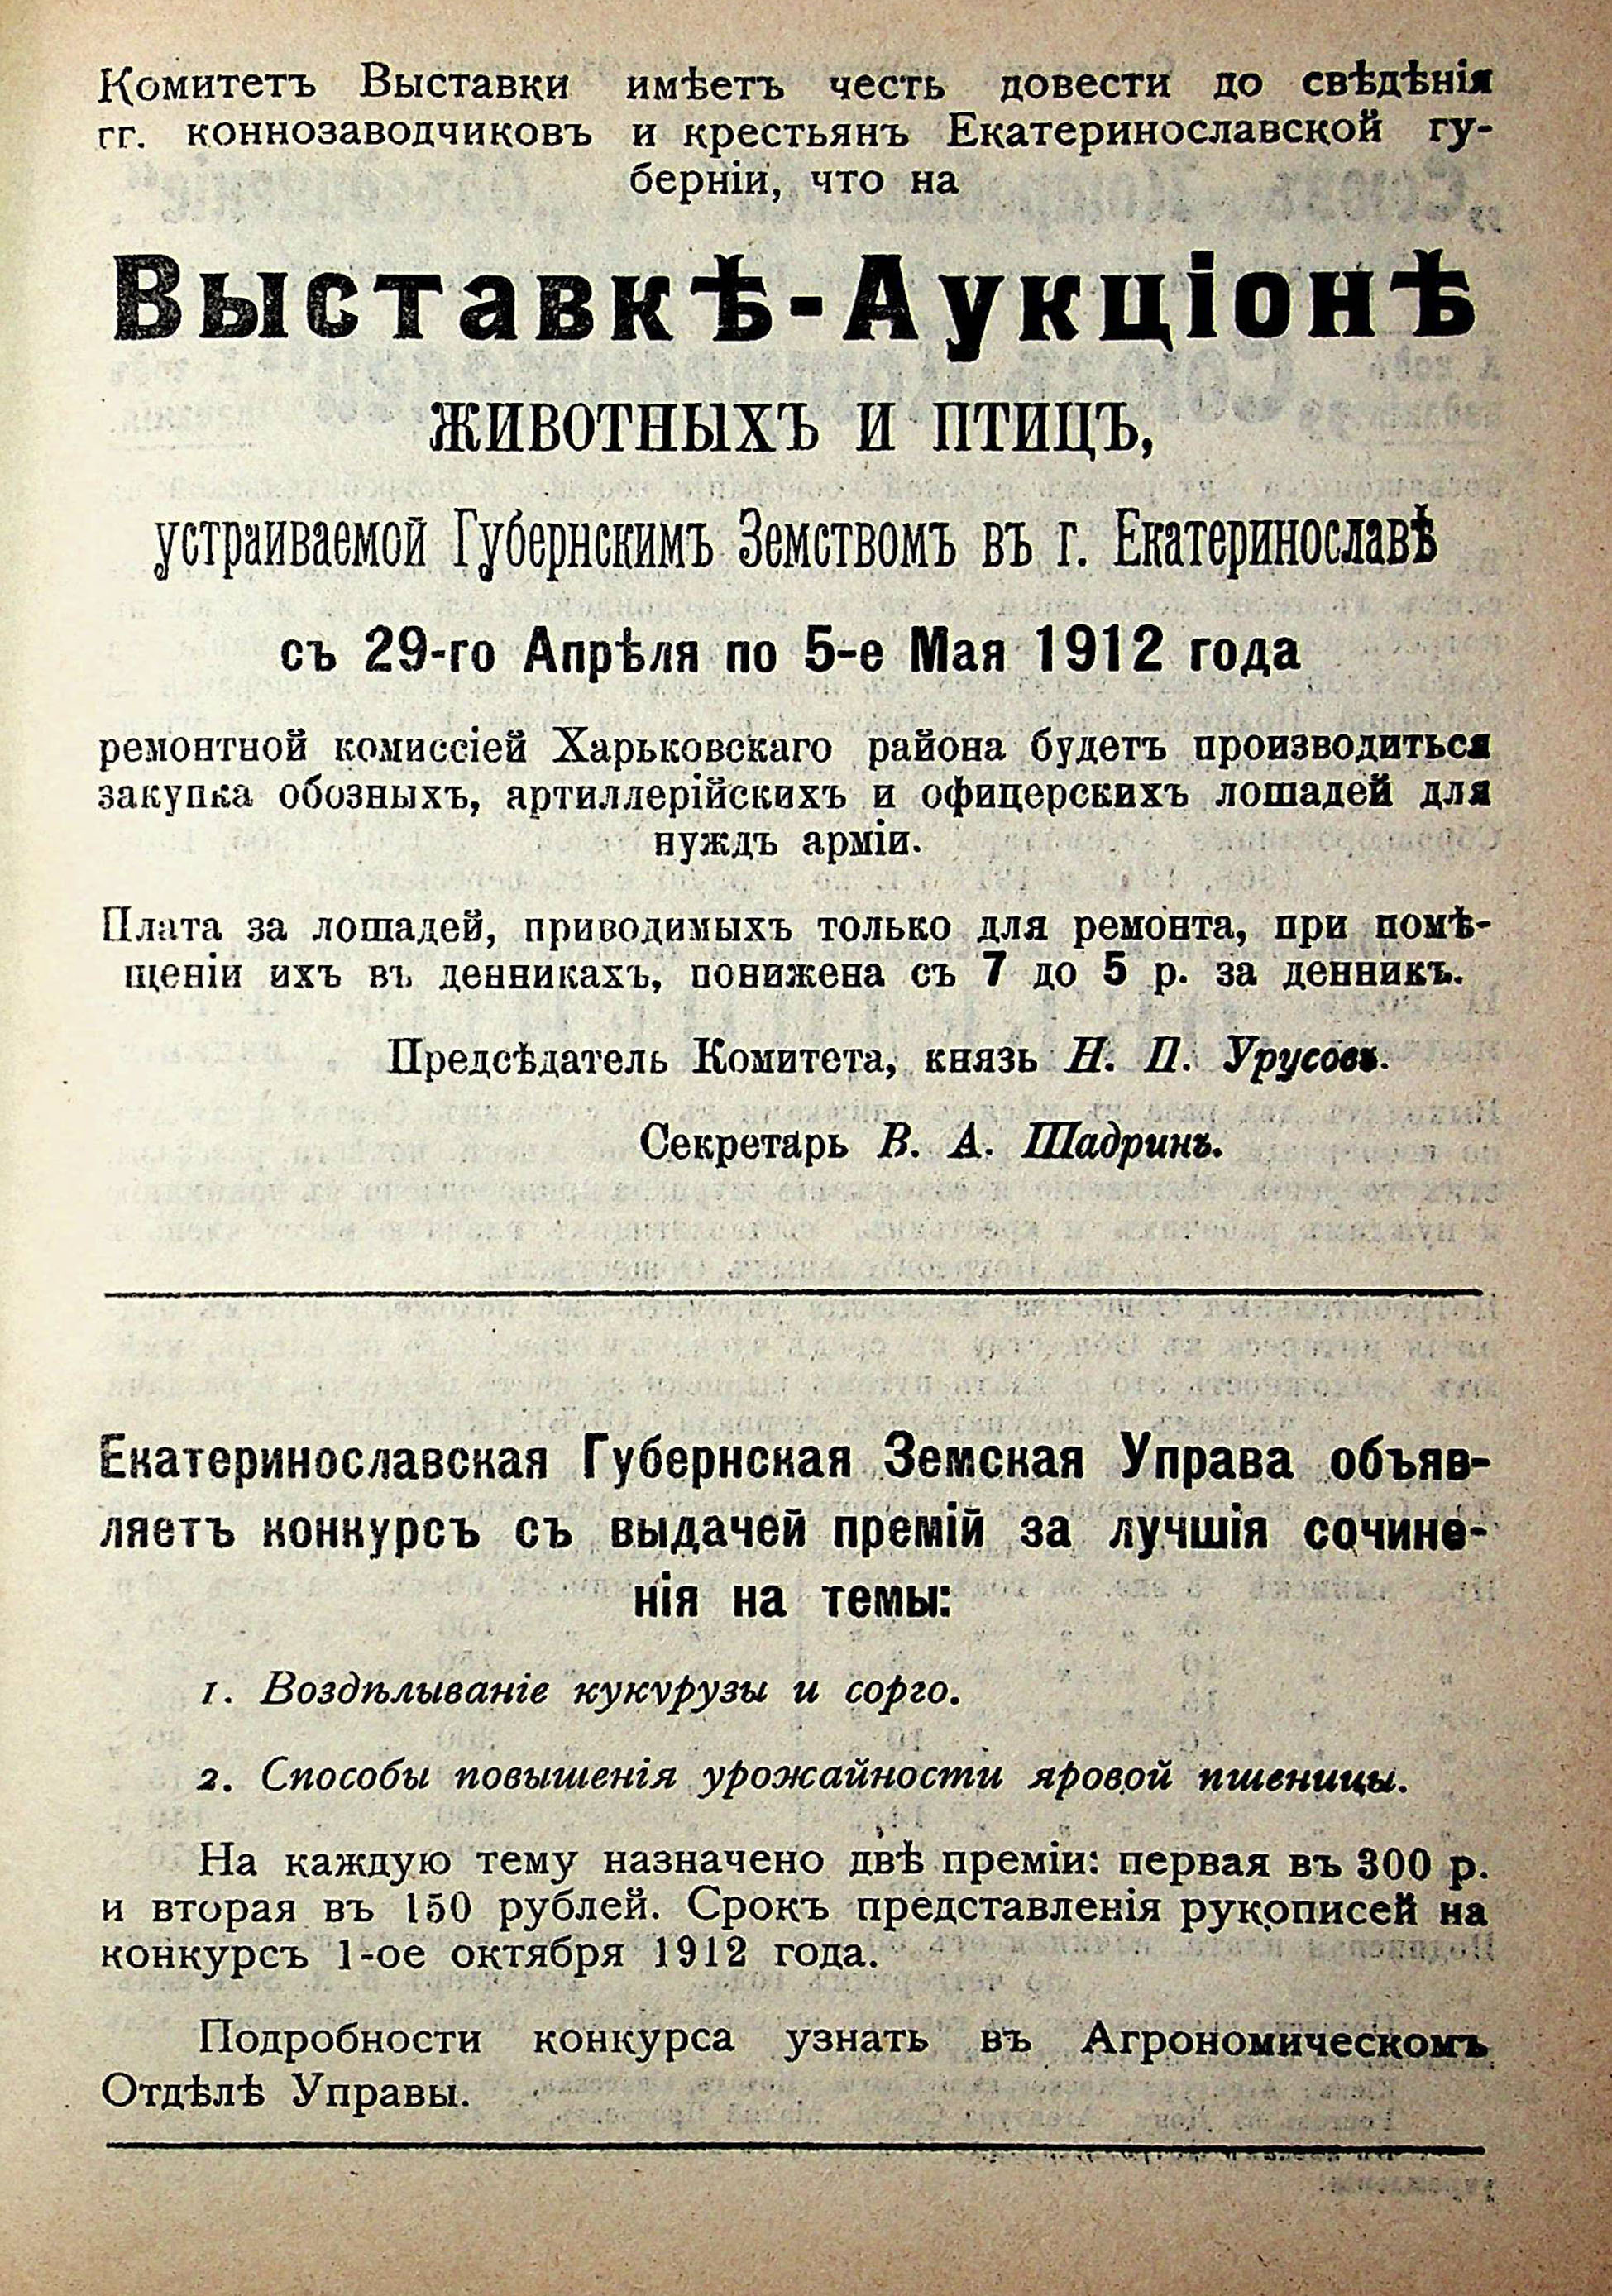 Комитетъ Выставки имѣетъ честь довести до свѣдѣнія
гг. коннозаводчиковъ и крестьянъ Екатеринославской гу-
берніи, что на
Выставкѣ-Аукціонѣ
животныхъ и птицъ,
устраиваемой Губернскимъ Земствомъ въ г. Екатеринославѣ
съ 29-го Апрѣля по 5-е Мая 1912 года
ремонтной комиссіей Харьковскаго района будетъ производиться
закупка обозныхъ, артиллерійскихъ и офицерскихъ лошадей для
нуждъ арміи.
Плата за лошадей, приводимыхъ только для ремонта, при помѣ-
щеніи ихъ въ денникахъ, понижена съ 7 до 5 р. за денникъ.
Предсѣдатель Комитета, князь Н. П. Урусовъ.
Секретарь В. А. Шадринъ.
Екатеринославская Губернская Земская Управа объяв-
ляетъ конкурсъ съ выдачей премій за лучшія сочине-
нія на темы:
1. Воздѣлываніе кукурузы и сорго.
2. Способы повышенія урожайности яровой пшеницы.
На каждую тему назначено двѣ преміи: первая въ 300 р.
и вторая въ 150 рублей. Срокъ представленія рукописей на
конкурсъ 1-ое октября 1912 года.
Подробности конкурса узнать въ Агрономическомъ
Отдѣлѣ Управы.